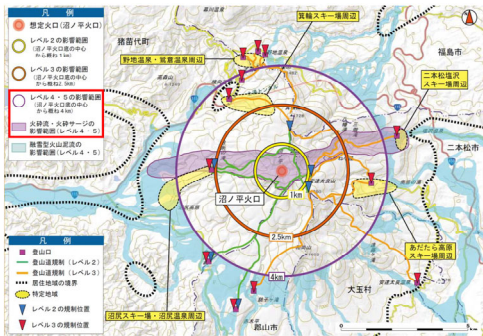 凡　例
想定火口(沼ノ平火口)
レベル2の影響範囲
(沼ノ平火口底の中心
から概ね1km)
レベル3の影響範囲
(沼ノ平火口底の中心
から概ね2.5km)
レベル4・5の影響範囲
(沼ノ平火口底の中心
から概ね4km)
火砕流・火砕サージの
影響範囲(レベル4・5)
融雪型火山泥流の
影響範囲(レベル4・5)
猪苗代町
箕輪スキー場周辺
福島市
野地温泉・鷲倉温泉周辺
二本松塩沢
スキー場周辺
二本松市
沼ノ平火口
1km
2.5km
4km
あだたら高原
スキー場周辺
大玉村
沼尻スキー場・沼尻温泉周辺
郡山市
凡　例
登山口
登山道規制(レベル2)
登山道規制(レベル3)
居住地域の境界
特定地域
レベル2の規制位置
レベル3の規制位置